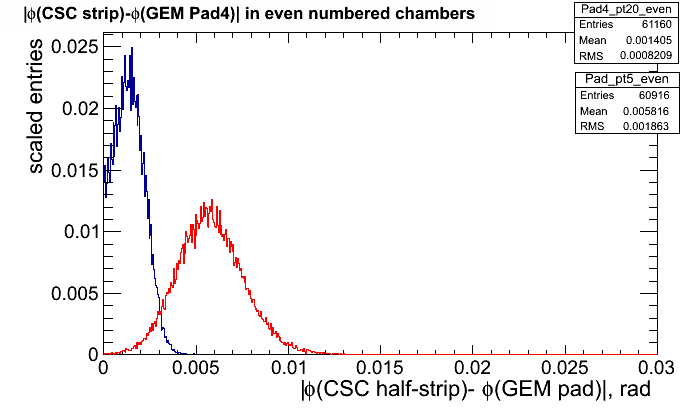 |ϕ(CSC strip)-ϕ(GEM Pad4)| in even numbered chambers
Pad4_pt20_even
Entries 61160
Mean 0.001405
RMS 0.0008209
Pad_pt5_even
Entries 60916
Mean 0.005816
RMS 0.001863
scaled entries
0.025
0.02
0.015
0.01
0.005
0
0 0.005 0.01 0.015 0.02 0.025 0.03
|ϕ(CSC half-strip)- ϕ(GEM pad)|, rad